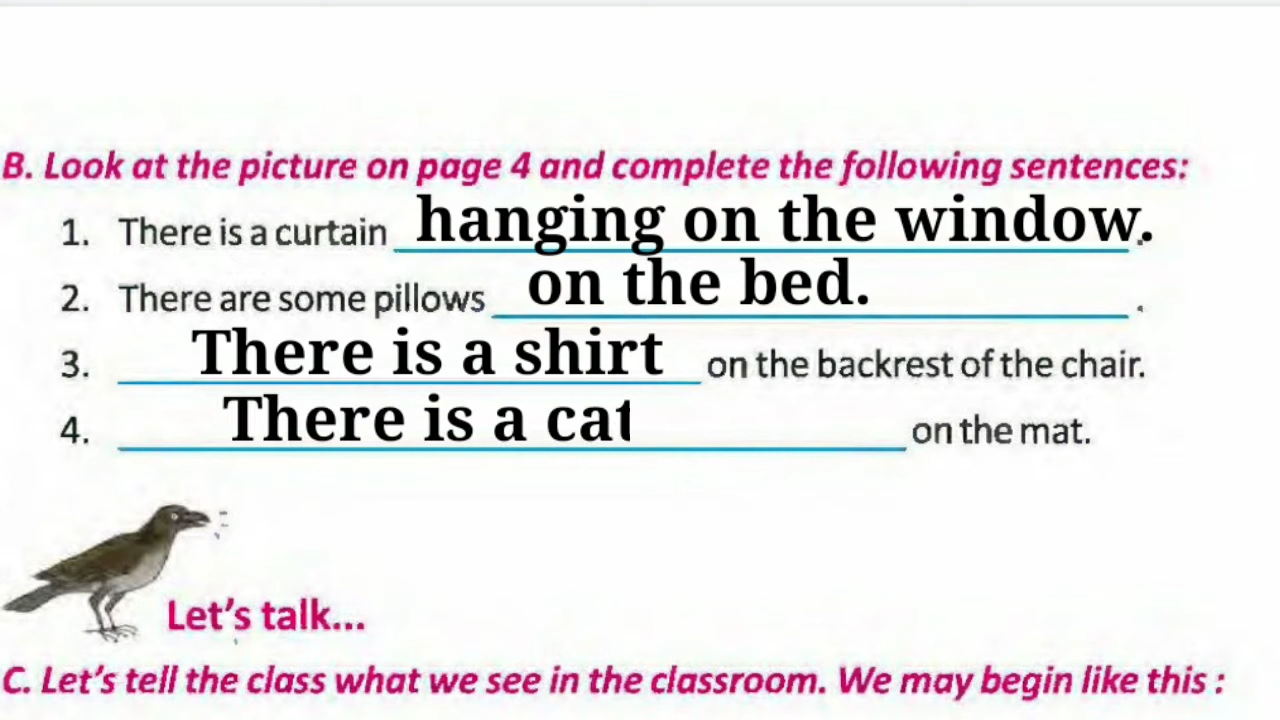 B. Look at the picture on page 4 and complete the following sentences:
1. There is a curtain hanging on the window.
2. There are some pillows on the bed.
3. There is a shirt on the backrest of the chair.
4. There is a cat on the mat.
Let's talk...
C. Let's tell the class what we see in the classroom. We may begin like this :